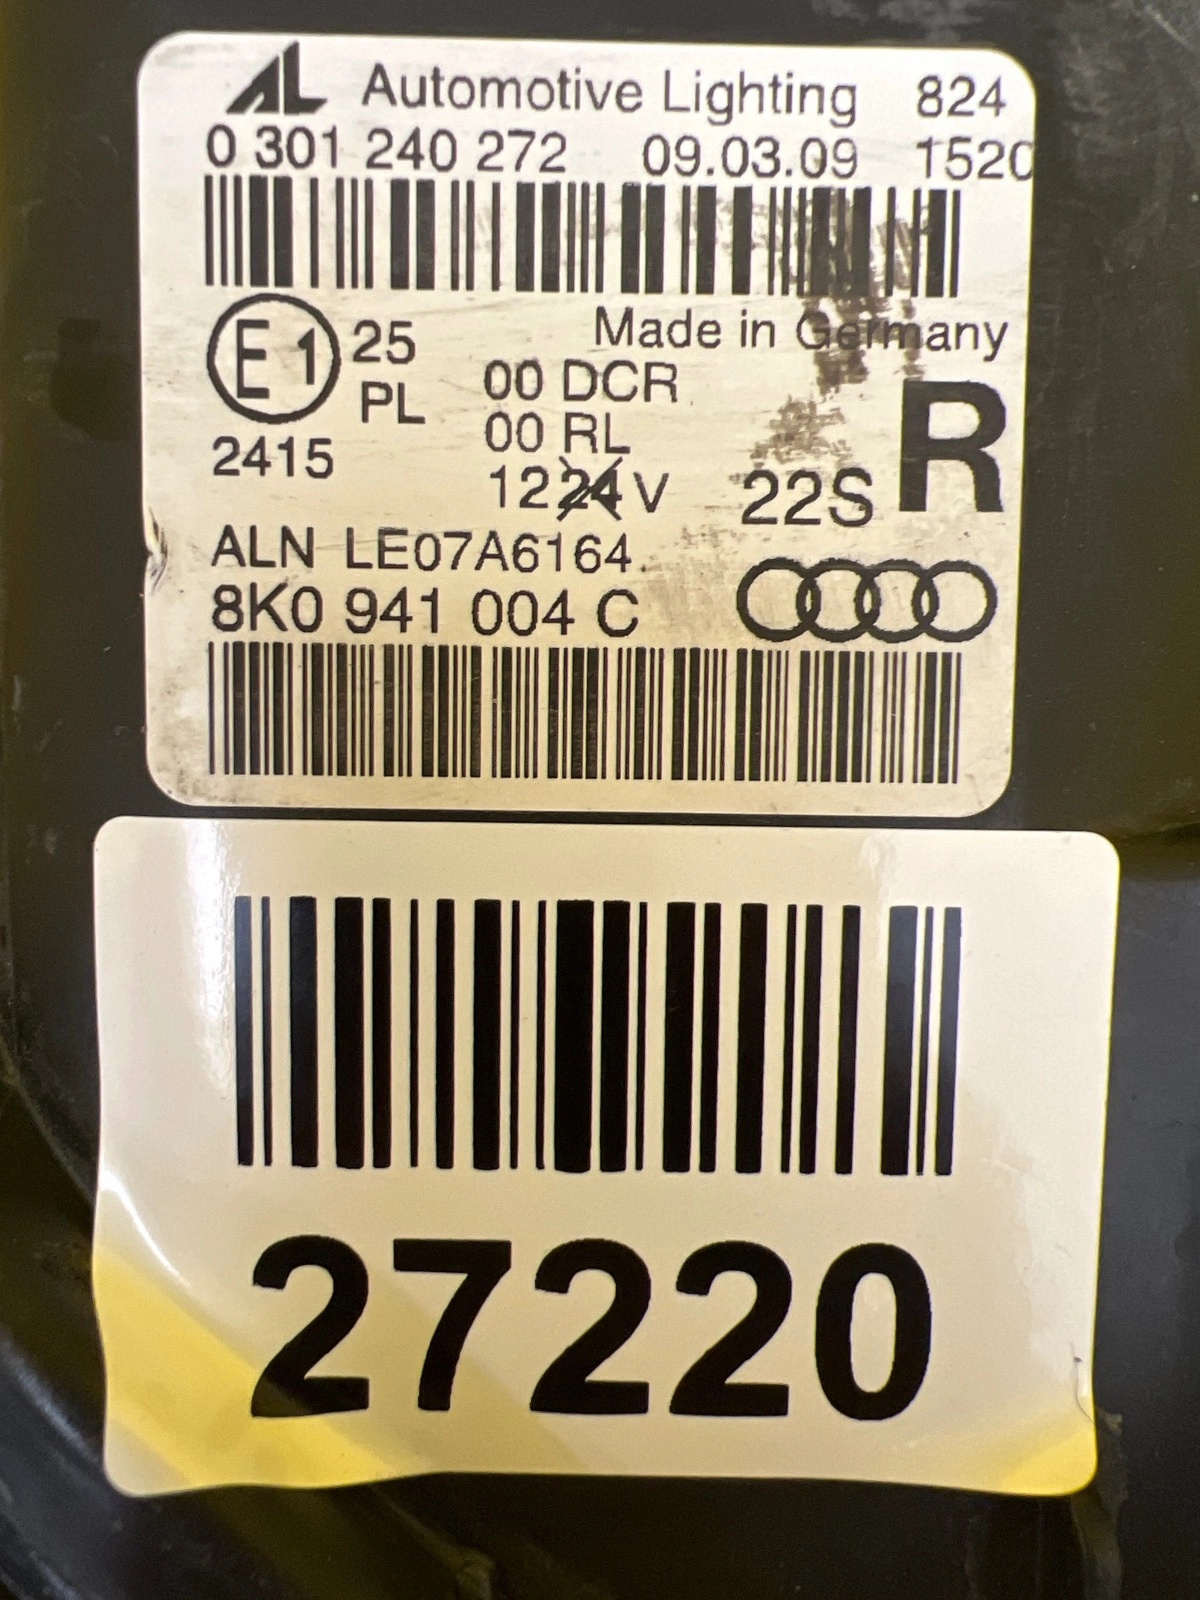 AL Automotive Lighting 824
0 301 240 272 09.03.09 1520
Made in Germany
E1 25
PL
2415
00 DCR
00 RL
1224V
22S R
ALN LE07A6164
8K0 941 004 C
27220